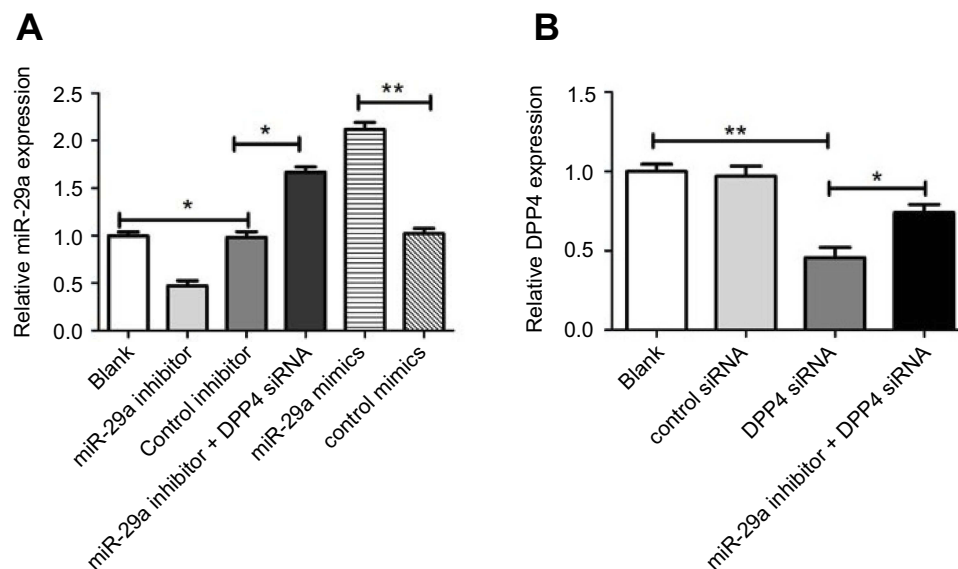 A
Relative miR-29a expression
2.5
2.0
1.5
1.0
0.5
0.0
*
*
**
Blank
miR-29a inhibitor
Control inhibitor
miR-29a inhibitor + DPP4 siRNA
miR-29a mimics
control mimics
B
Relative DPP4 expression
1.5
1.0
0.5
0.0
**
*
Blank
control siRNA
DPP4 siRNA
miR-29a inhibitor + DPP4 siRNA